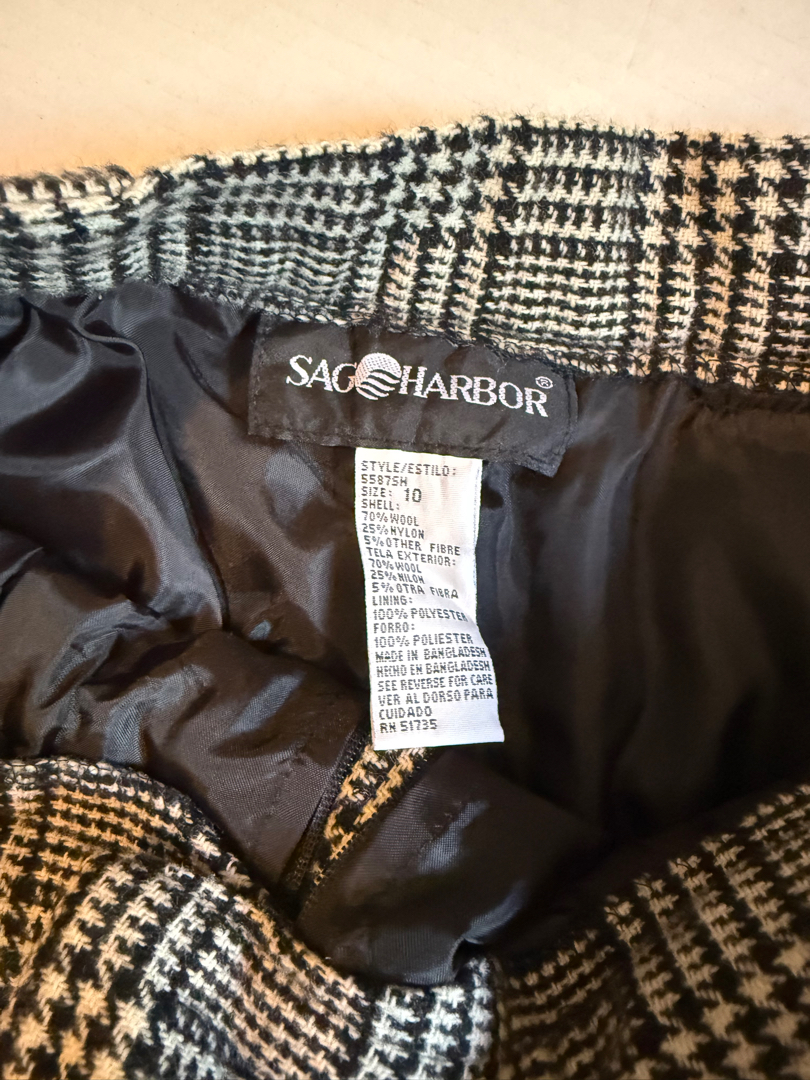 SAG HARBOR®
STYLE/ESTILO:
5587SH
SIZE: 10
SHELL:
70% WOOL
25% NYLON
5% OTHER FIBRE
TELA EXTERIOR:
70% WOOL
25% NILON
5% OTRA FIBRA
LINING:
100% POLYESTER
FORRO:
100% POLIESTER
MADE IN BANGLADESH
HECHO EN BANGLADESH
SEE REVERSE FOR CARE
VER AL DORSO PARA
CUIDADO
RN 51735